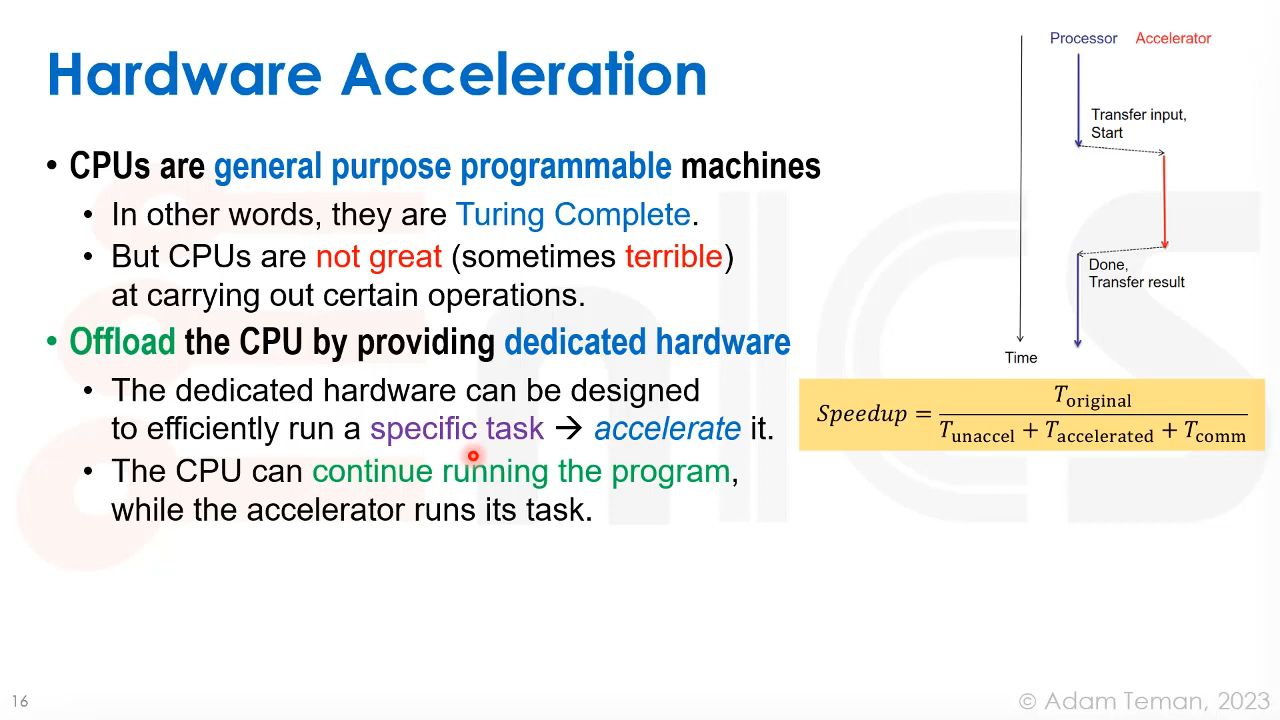 Hardware Acceleration
• CPUs are general purpose programmable machines
• In other words, they are Turing Complete.
• But CPUs are not great (sometimes terrible)
at carrying out certain operations.
• Offload the CPU by providing dedicated hardware
• The dedicated hardware can be designed
to efficiently run a specific task → accelerate it.
• The CPU can continue running the program,
while the accelerator runs its task.
Processor Accelerator
Transfer input,
Start
Done,
Transfer result
Time
Speedup = T_original / (T_unaccel + T_accelerated + T_comm)
16
© Adam Teman, 2023
EnICS